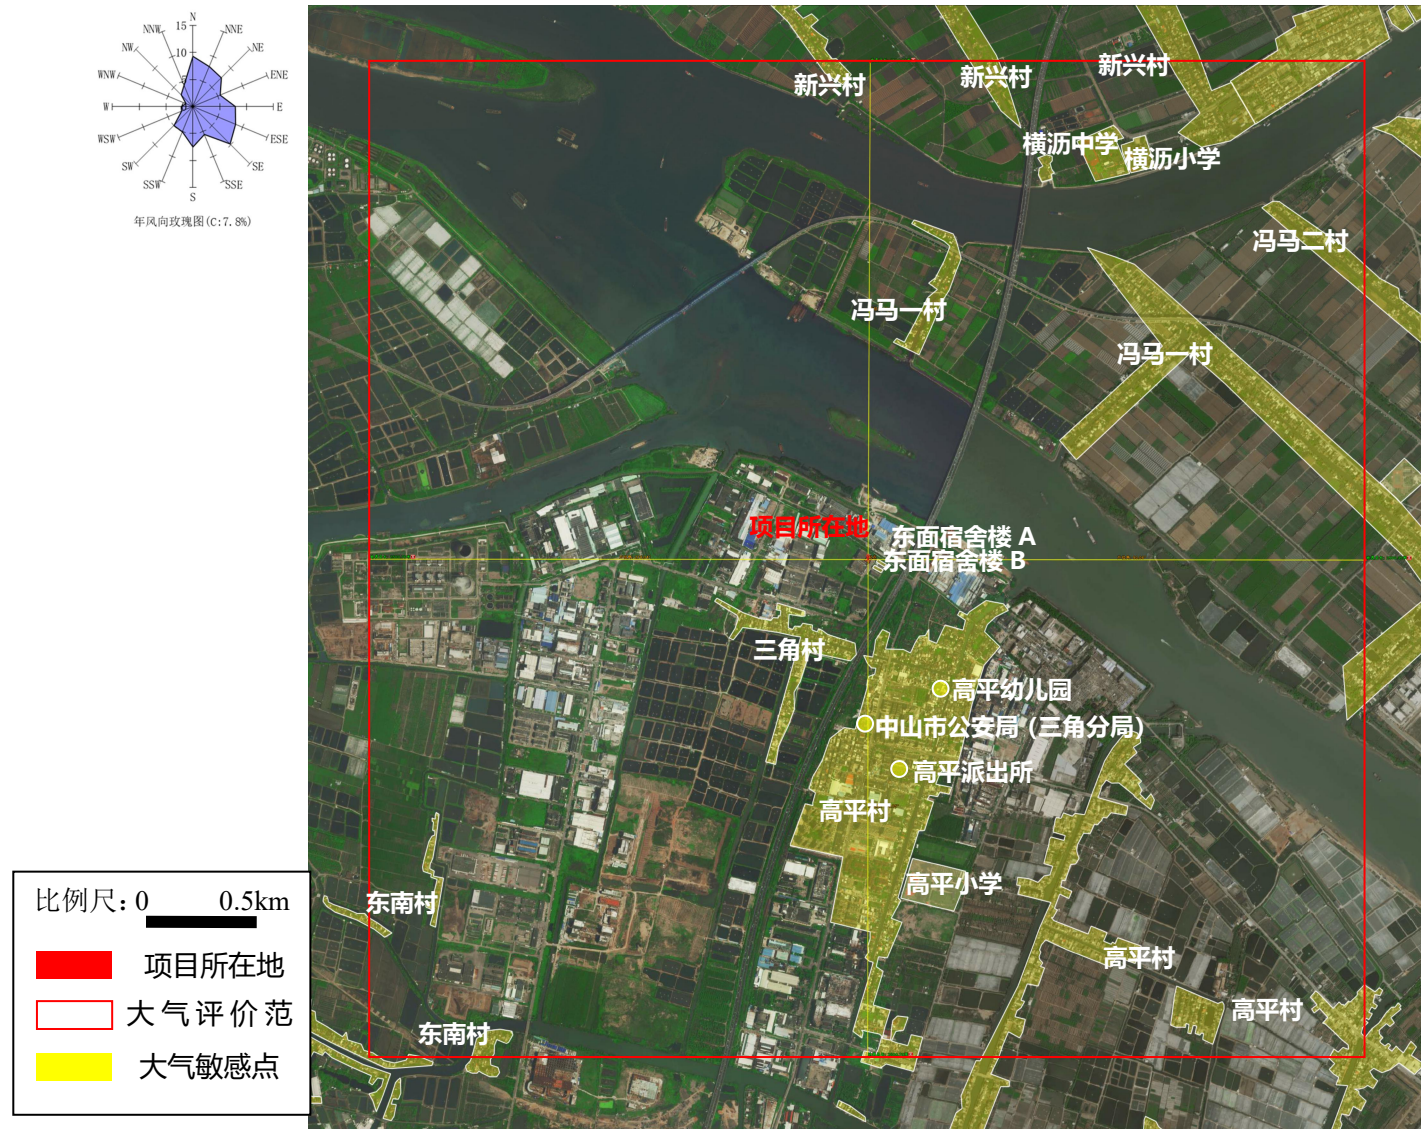 N
NNW
15
NNE
NW
10
NE
WNW
ENE
W
E
WSW
ESE
SW
SE
SSW
SSE
S
年风向玫瑰图(C:7.8%)
新兴村
新兴村
新兴村
横沥中学
横沥小学
冯马二村
冯马一村
冯马一村
项目所在地
东面宿舍楼 A
东面宿舍楼 B
三角村
高平幼儿园
中山市公安局 (三角分局)
高平派出所
高平村
高平小学
东南村
高平村
高平村
东南村
比例尺: 0 0.5km
项目所在地
大气评价范
大气敏感点